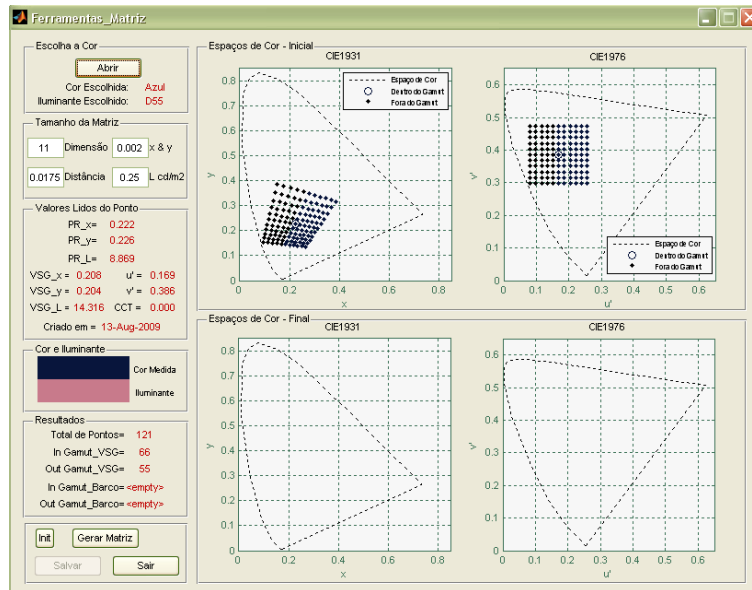 Ferramentas_Matriz
Escolha a Cor
Abrir
Cor Escolhida: Azul
Iluminante Escolhido: D55
Tamanho da Matriz
11 Dimensão 0.002 x & y
0.0175 Distância 0.25 L cd/m2
Valores Lidos do Ponto
PR_x= 0.222
PR_y= 0.226
PR_L= 8.869
VSG_x = 0.208 u' = 0.169
VSG_y = 0.204 v' = 0.386
VSG_L = 14.316 CCT = 0.000
Criado em = 13-Aug-2009
Cor e Iluminante
Cor Medida
Iluminante
Resultados
Total de Pontos= 121
In Gamut_VSG= 66
Out Gamut_VSG= 55
In Gamut_Barco= <empty>
Out Gamut_Barco= <empty>
Init
Gerar Matriz
Salvar
Sair
Espaços de Cor - Inicial
CIE1931
0.8
0.7
0.6
0.5
0.4
0.3
0.2
0.1
0
y
0 0.2 0.4 0.6 0.8
x
Espaço de Cor
Dentro do Gamut
Fora do Gamut
CIE1976
0.6
0.5
0.4
0.3
0.2
0.1
0
v'
0 0.1 0.2 0.3 0.4 0.5 0.6
u'
Espaço de Cor
Dentro do Gamut
Fora do Gamut
Espaços de Cor - Final
CIE1931
0.8
0.7
0.6
0.5
0.4
0.3
0.2
0.1
0
y
0 0.2 0.4 0.6 0.8
x
CIE1976
0.6
0.5
0.4
0.3
0.2
0.1
0
v'
0 0.1 0.2 0.3 0.4 0.5 0.6
u'